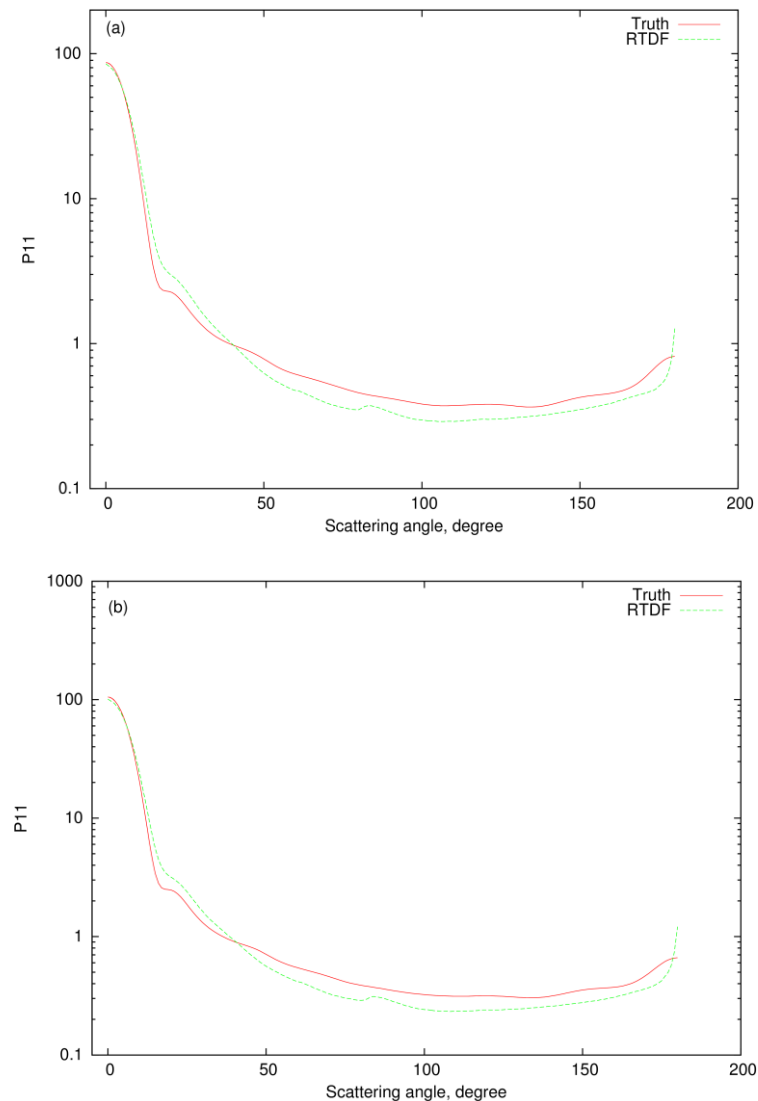 (a)
Truth
RTDF
100
10
1
0.1
P11
0 50 100 150 200
Scattering angle, degree
1000
(b)
Truth
RTDF
100
10
1
0.1
P11
0 50 100 150 200
Scattering angle, degree